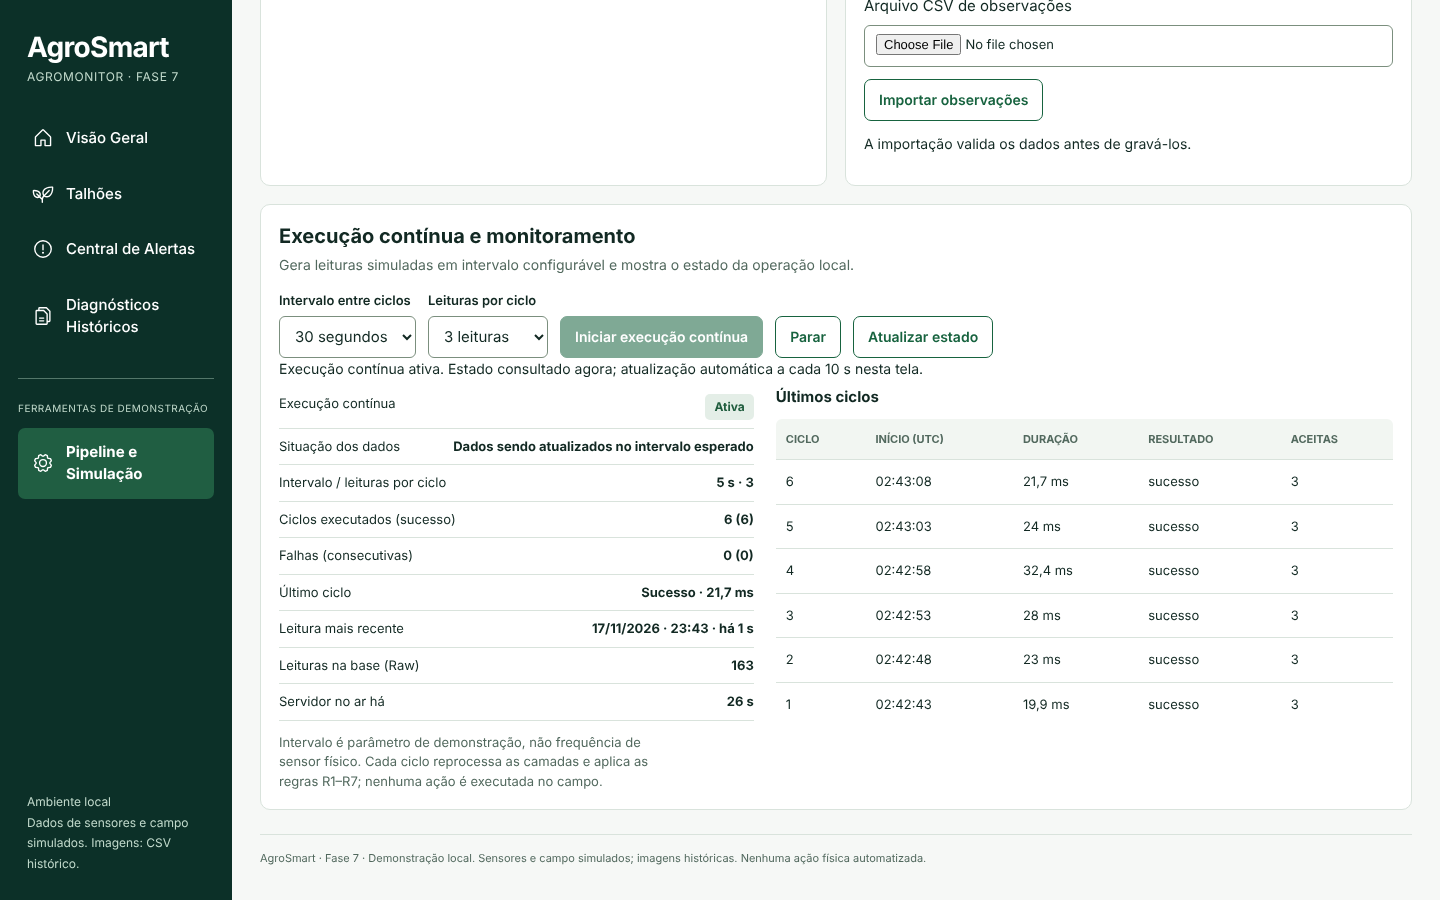 AgroSmart
AGROMONITOR · FASE 7
Visão Geral
Talhões
Central de Alertas
Diagnósticos
Históricos
FERRAMENTAS DE DEMONSTRAÇÃO
Pipeline e
Simulação
Ambiente local
Dados de sensores e campo
simulados. Imagens: CSV
histórico.
Arquivo CSV de observações
Choose File No file chosen
Importar observações
A importação valida os dados antes de gravá-los.
Execução contínua e monitoramento
Gera leituras simuladas em intervalo configurável e mostra o estado da operação local.
Intervalo entre ciclos Leituras por ciclo
30 segundos 3 leituras Iniciar execução contínua Parar Atualizar estado
Execução contínua ativa. Estado consultado agora; atualização automática a cada 10 s nesta tela.
Execução contínua Ativa
Situação dos dados Dados sendo atualizados no intervalo esperado
Intervalo / leituras por ciclo 5 s · 3
Ciclos executados (sucesso) 6 (6)
Falhas (consecutivas) 0 (0)
Último ciclo Sucesso · 21,7 ms
Leitura mais recente 17/11/2026 · 23:43 · há 1 s
Leituras na base (Raw) 163
Servidor no ar há 26 s
Intervalo é parâmetro de demonstração, não frequência de
sensor físico. Cada ciclo reprocessa as camadas e aplica as
regras R1–R7; nenhuma ação é executada no campo.
Últimos ciclos
CICLO INÍCIO (UTC) DURAÇÃO RESULTADO ACEITAS
6 02:43:08 21,7 ms sucesso 3
5 02:43:03 24 ms sucesso 3
4 02:42:58 32,4 ms sucesso 3
3 02:42:53 28 ms sucesso 3
2 02:42:48 23 ms sucesso 3
1 02:42:43 19,9 ms sucesso 3
AgroSmart · Fase 7 · Demonstração local. Sensores e campo simulados; imagens históricas. Nenhuma ação física automatizada.